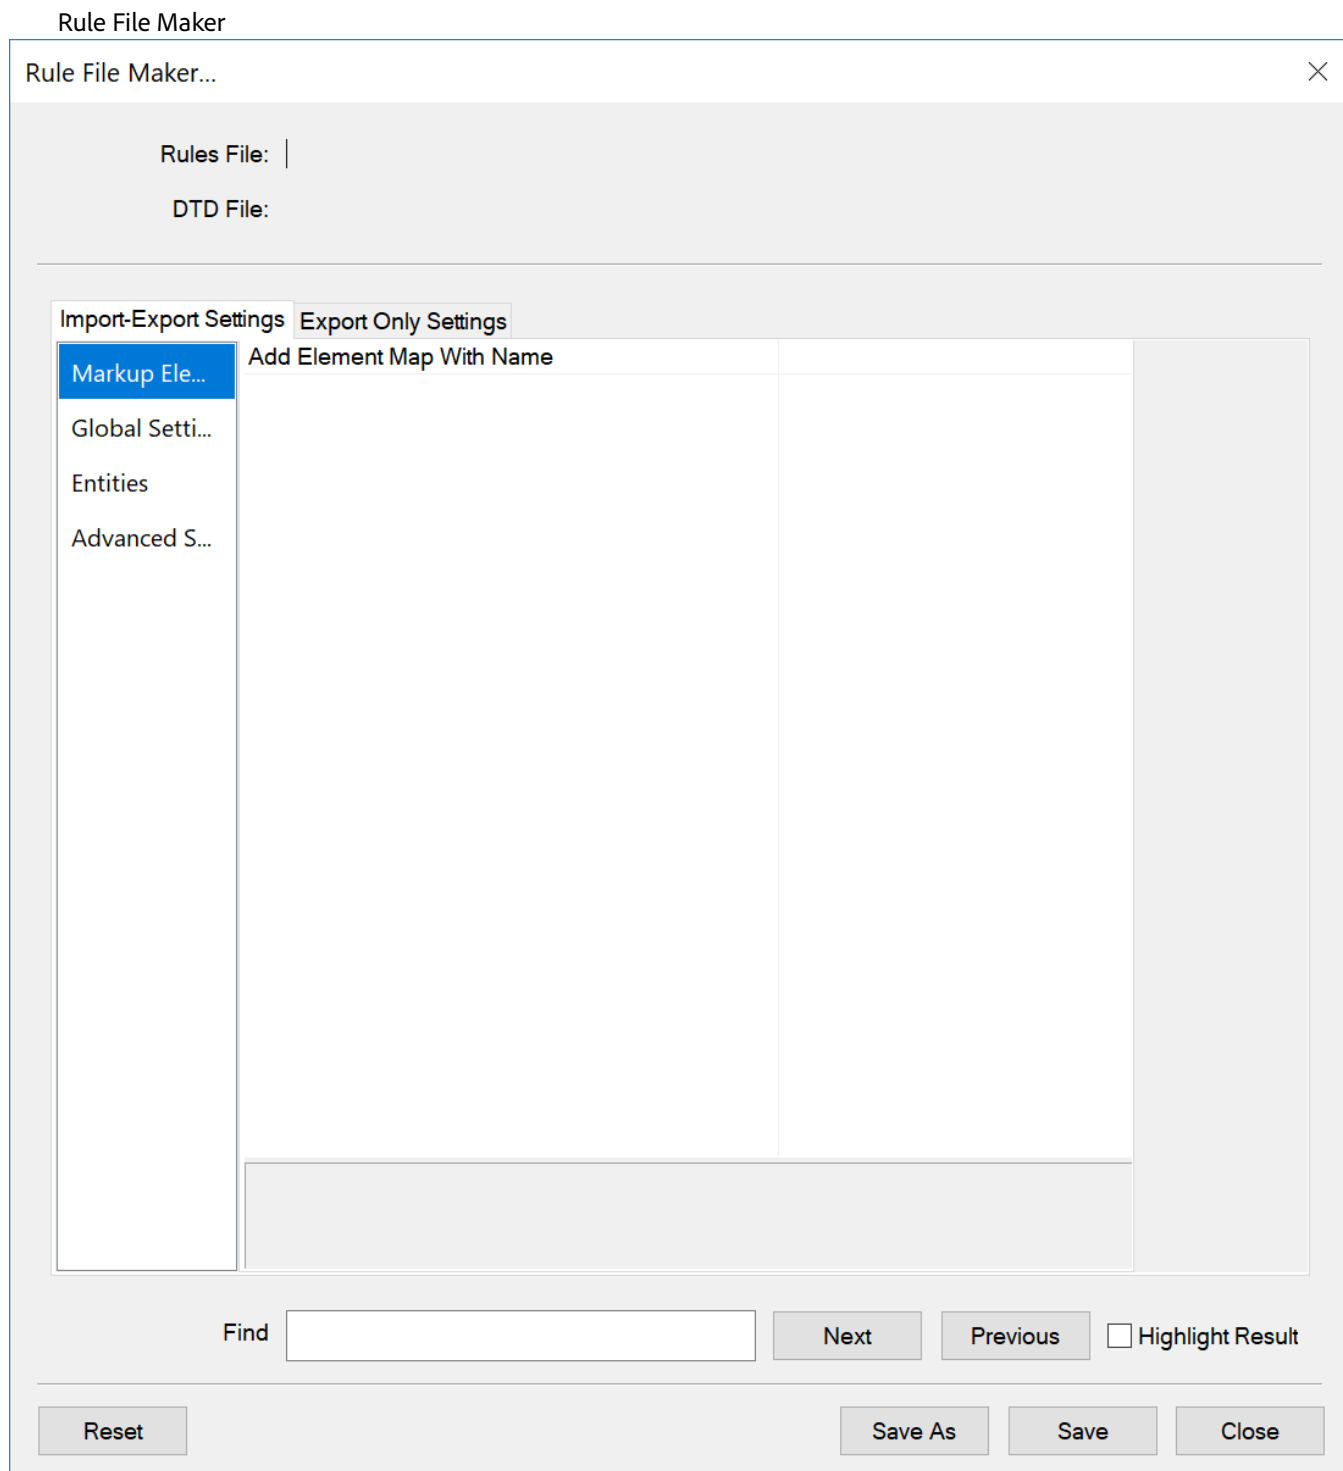 Rule File Maker
Rule File Maker...
Rules File:
DTD File:
Import-Export Settings Export Only Settings
Markup Ele... Add Element Map With Name
Global Setti...
Entities
Advanced S...
Find Next Previous Highlight Result
Reset Save As Save Close